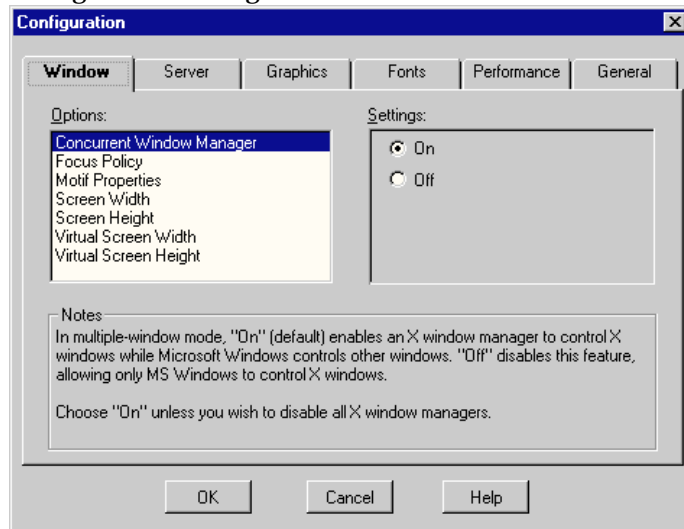 Configuration
Window Server Graphics Fonts Performance General
Options: Settings:
Concurrent Window Manager
Focus Policy
Motif Properties
Screen Width
Screen Height
Virtual Screen Width
Virtual Screen Height
On
Off
Notes
In multiple-window mode, "On" (default) enables an X window manager to control X
windows while Microsoft Windows controls other windows. "Off" disables this feature,
allowing only MS Windows to control X windows.
Choose "On" unless you wish to disable all X window managers.
OK Cancel Help